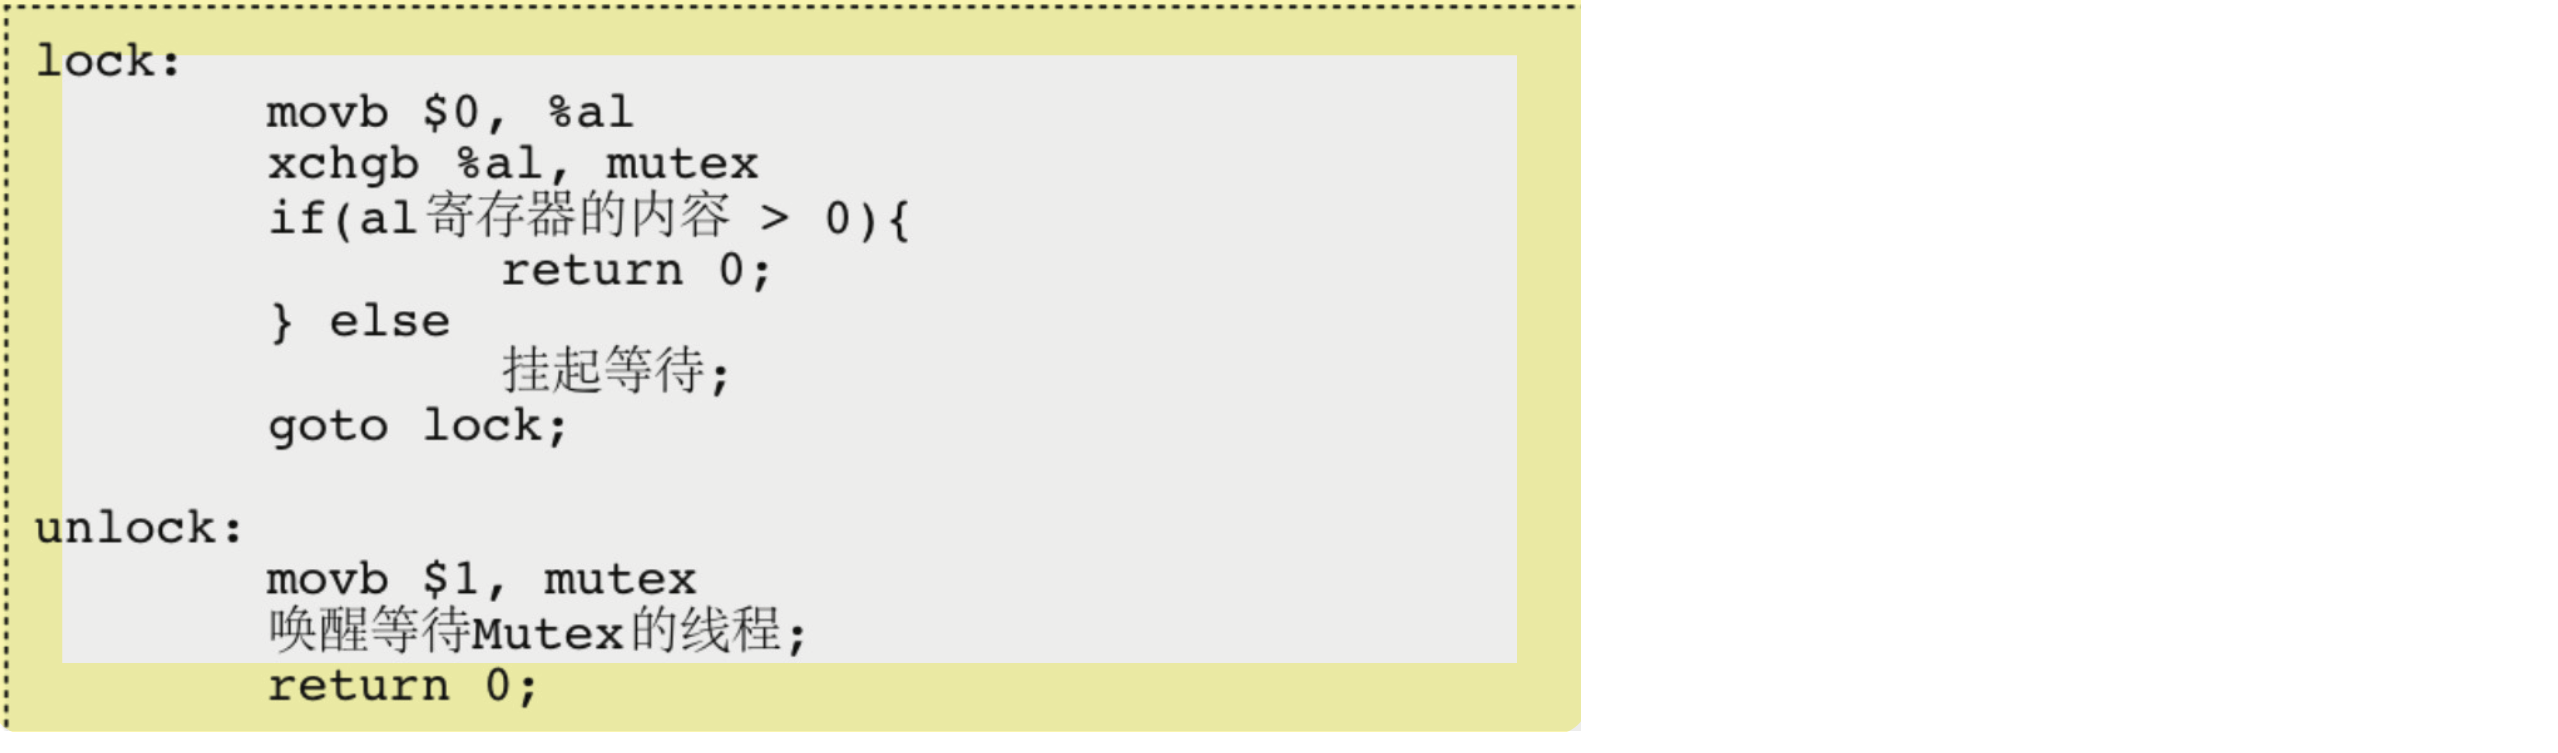 lock:
movb $0, %al
xchgb %al, mutex
if(al寄存器的内容 > 0){
return 0;
} else
挂起等待;
goto lock;
unlock:
movb $1, mutex
唤醒等待Mutex的线程;
return 0;